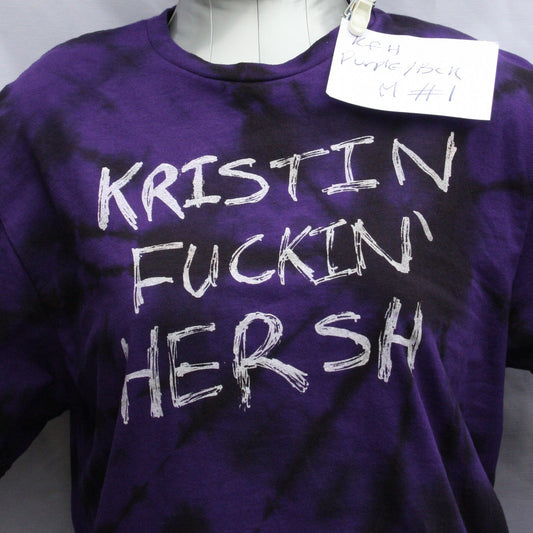 KFH
PURPLE/BLK
M #1
KRISTIN
FUCKIN'
HERSH